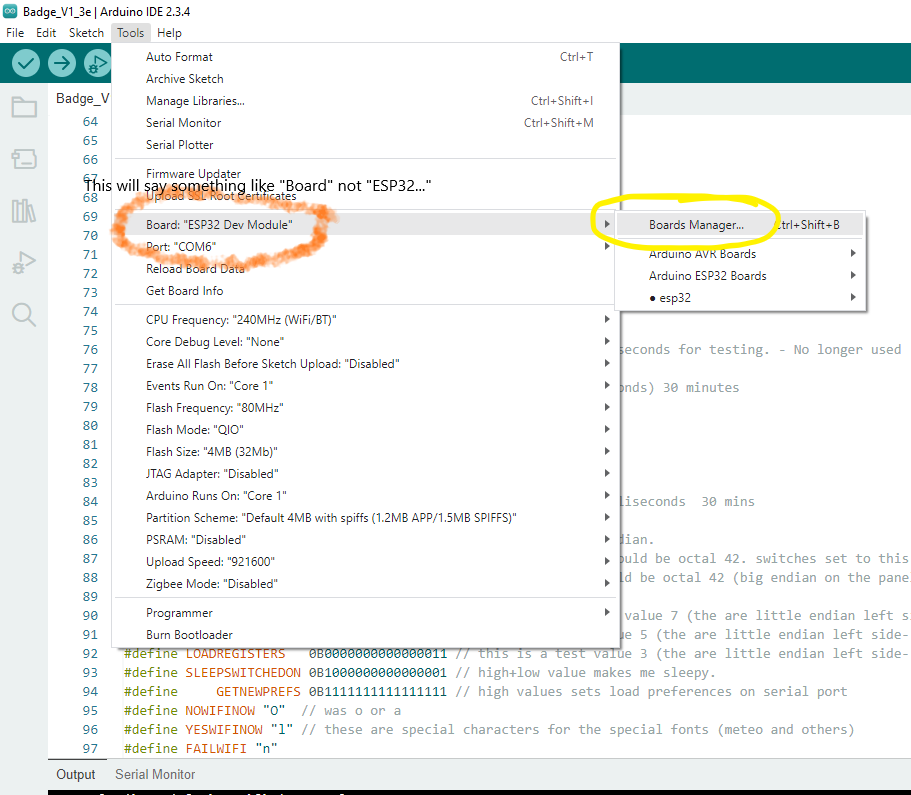 Badge_V1_3e | Arduino IDE 2.3.4
File Edit Sketch Tools Help
Auto Format Ctrl+T
Archive Sketch
Badge_V
Manage Libraries... Ctrl+Shift+I
64
Serial Monitor Ctrl+Shift+M
65
Serial Plotter
66
67
Firmware Updater
This will say something like "Board" not "ESP32..."
68
Upload SSL Root Certificates
69
Board: "ESP32 Dev Module" Boards Manager... Ctrl+Shift+B
70
Port: "COM6"
71
Arduino AVR Boards
72
Reload Board Data
Arduino ESP32 Boards
73
Get Board Info
● esp32
74
75
CPU Frequency: "240MHz (WiFi/BT)"
76
Core Debug Level: "None"
seconds for testing. - No longer used
77
Erase All Flash Before Sketch Upload: "Disabled"
78
Events Run On: "Core 1"
nds) 30 minutes
79
Flash Frequency: "80MHz"
80
Flash Mode: "QIO"
81
Flash Size: "4MB (32Mb)"
82
83
JTAG Adapter: "Disabled"
84
Arduino Runs On: "Core 1"
liseconds 30 mins
85
Partition Scheme: "Default 4MB with spiffs (1.2MB APP/1.5MB SPIFFS)"
86
PSRAM: "Disabled"
dian.
87
Upload Speed: "921600"
uld be octal 42. switches set to this
88
Zigbee Mode: "Disabled"
d be octal 42 (big endian on the pane
89
90
Programmer
value 7 (the are little endian left si
91
Burn Bootloader
ue 5 (the are little endian left side-
92 #define LOADREGISTERS 0B0000000000000011 // this is a test value 3 (the are little endian left side-
93 #define SLEEPSWITCHEDON 0B1000000000000001 // high+low value makes me sleepy.
94 #define GETNEWPREFS 0B1111111111111111 // high values sets load preferences on serial port
95 #define NOWIFINOW "O" // was o or a
96 #define YESWIFINOW "l" // these are special characters for the special fonts (meteo and others)
97 #define FAILWIFI "n"
Output Serial Monitor